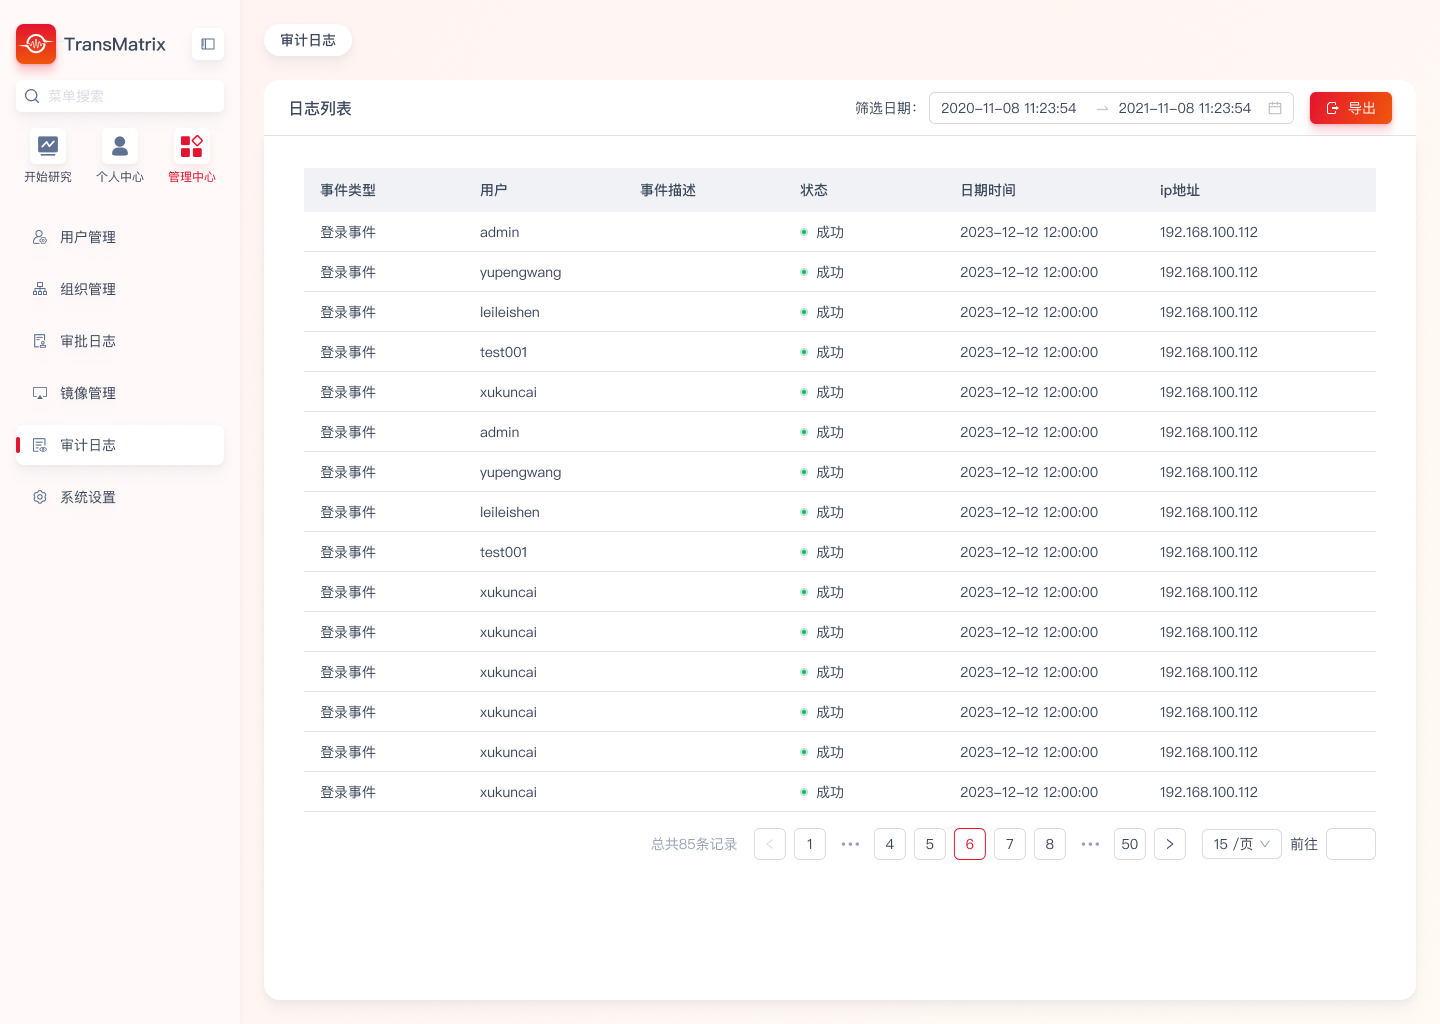 TransMatrix
菜单搜索
开始研究 个人中心 管理中心
用户管理
组织管理
审批日志
镜像管理
审计日志
系统设置
审计日志
日志列表 筛选日期： 2020-11-08 11:23:54 2021-11-08 11:23:54 导出
事件类型 用户 事件描述 状态 日期时间 ip地址
登录事件 admin 成功 2023-12-12 12:00:00 192.168.100.112
登录事件 yupengwang 成功 2023-12-12 12:00:00 192.168.100.112
登录事件 leileishen 成功 2023-12-12 12:00:00 192.168.100.112
登录事件 test001 成功 2023-12-12 12:00:00 192.168.100.112
登录事件 xukuncai 成功 2023-12-12 12:00:00 192.168.100.112
登录事件 admin 成功 2023-12-12 12:00:00 192.168.100.112
登录事件 yupengwang 成功 2023-12-12 12:00:00 192.168.100.112
登录事件 leileishen 成功 2023-12-12 12:00:00 192.168.100.112
登录事件 test001 成功 2023-12-12 12:00:00 192.168.100.112
登录事件 xukuncai 成功 2023-12-12 12:00:00 192.168.100.112
登录事件 xukuncai 成功 2023-12-12 12:00:00 192.168.100.112
登录事件 xukuncai 成功 2023-12-12 12:00:00 192.168.100.112
登录事件 xukuncai 成功 2023-12-12 12:00:00 192.168.100.112
登录事件 xukuncai 成功 2023-12-12 12:00:00 192.168.100.112
登录事件 xukuncai 成功 2023-12-12 12:00:00 192.168.100.112
总共85条记录 < 1 ••• 4 5 6 7 8 ••• 50 > 15 /页 前往